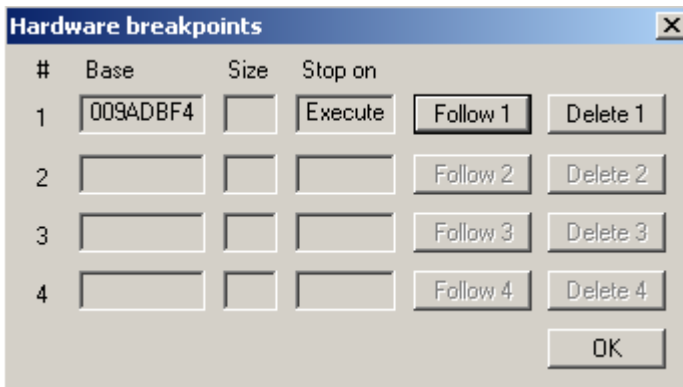 Hardware breakpoints
# Base Size Stop on
1 009ADBF4 Execute Follow 1 Delete 1
2 Follow 2 Delete 2
3 Follow 3 Delete 3
4 Follow 4 Delete 4
OK